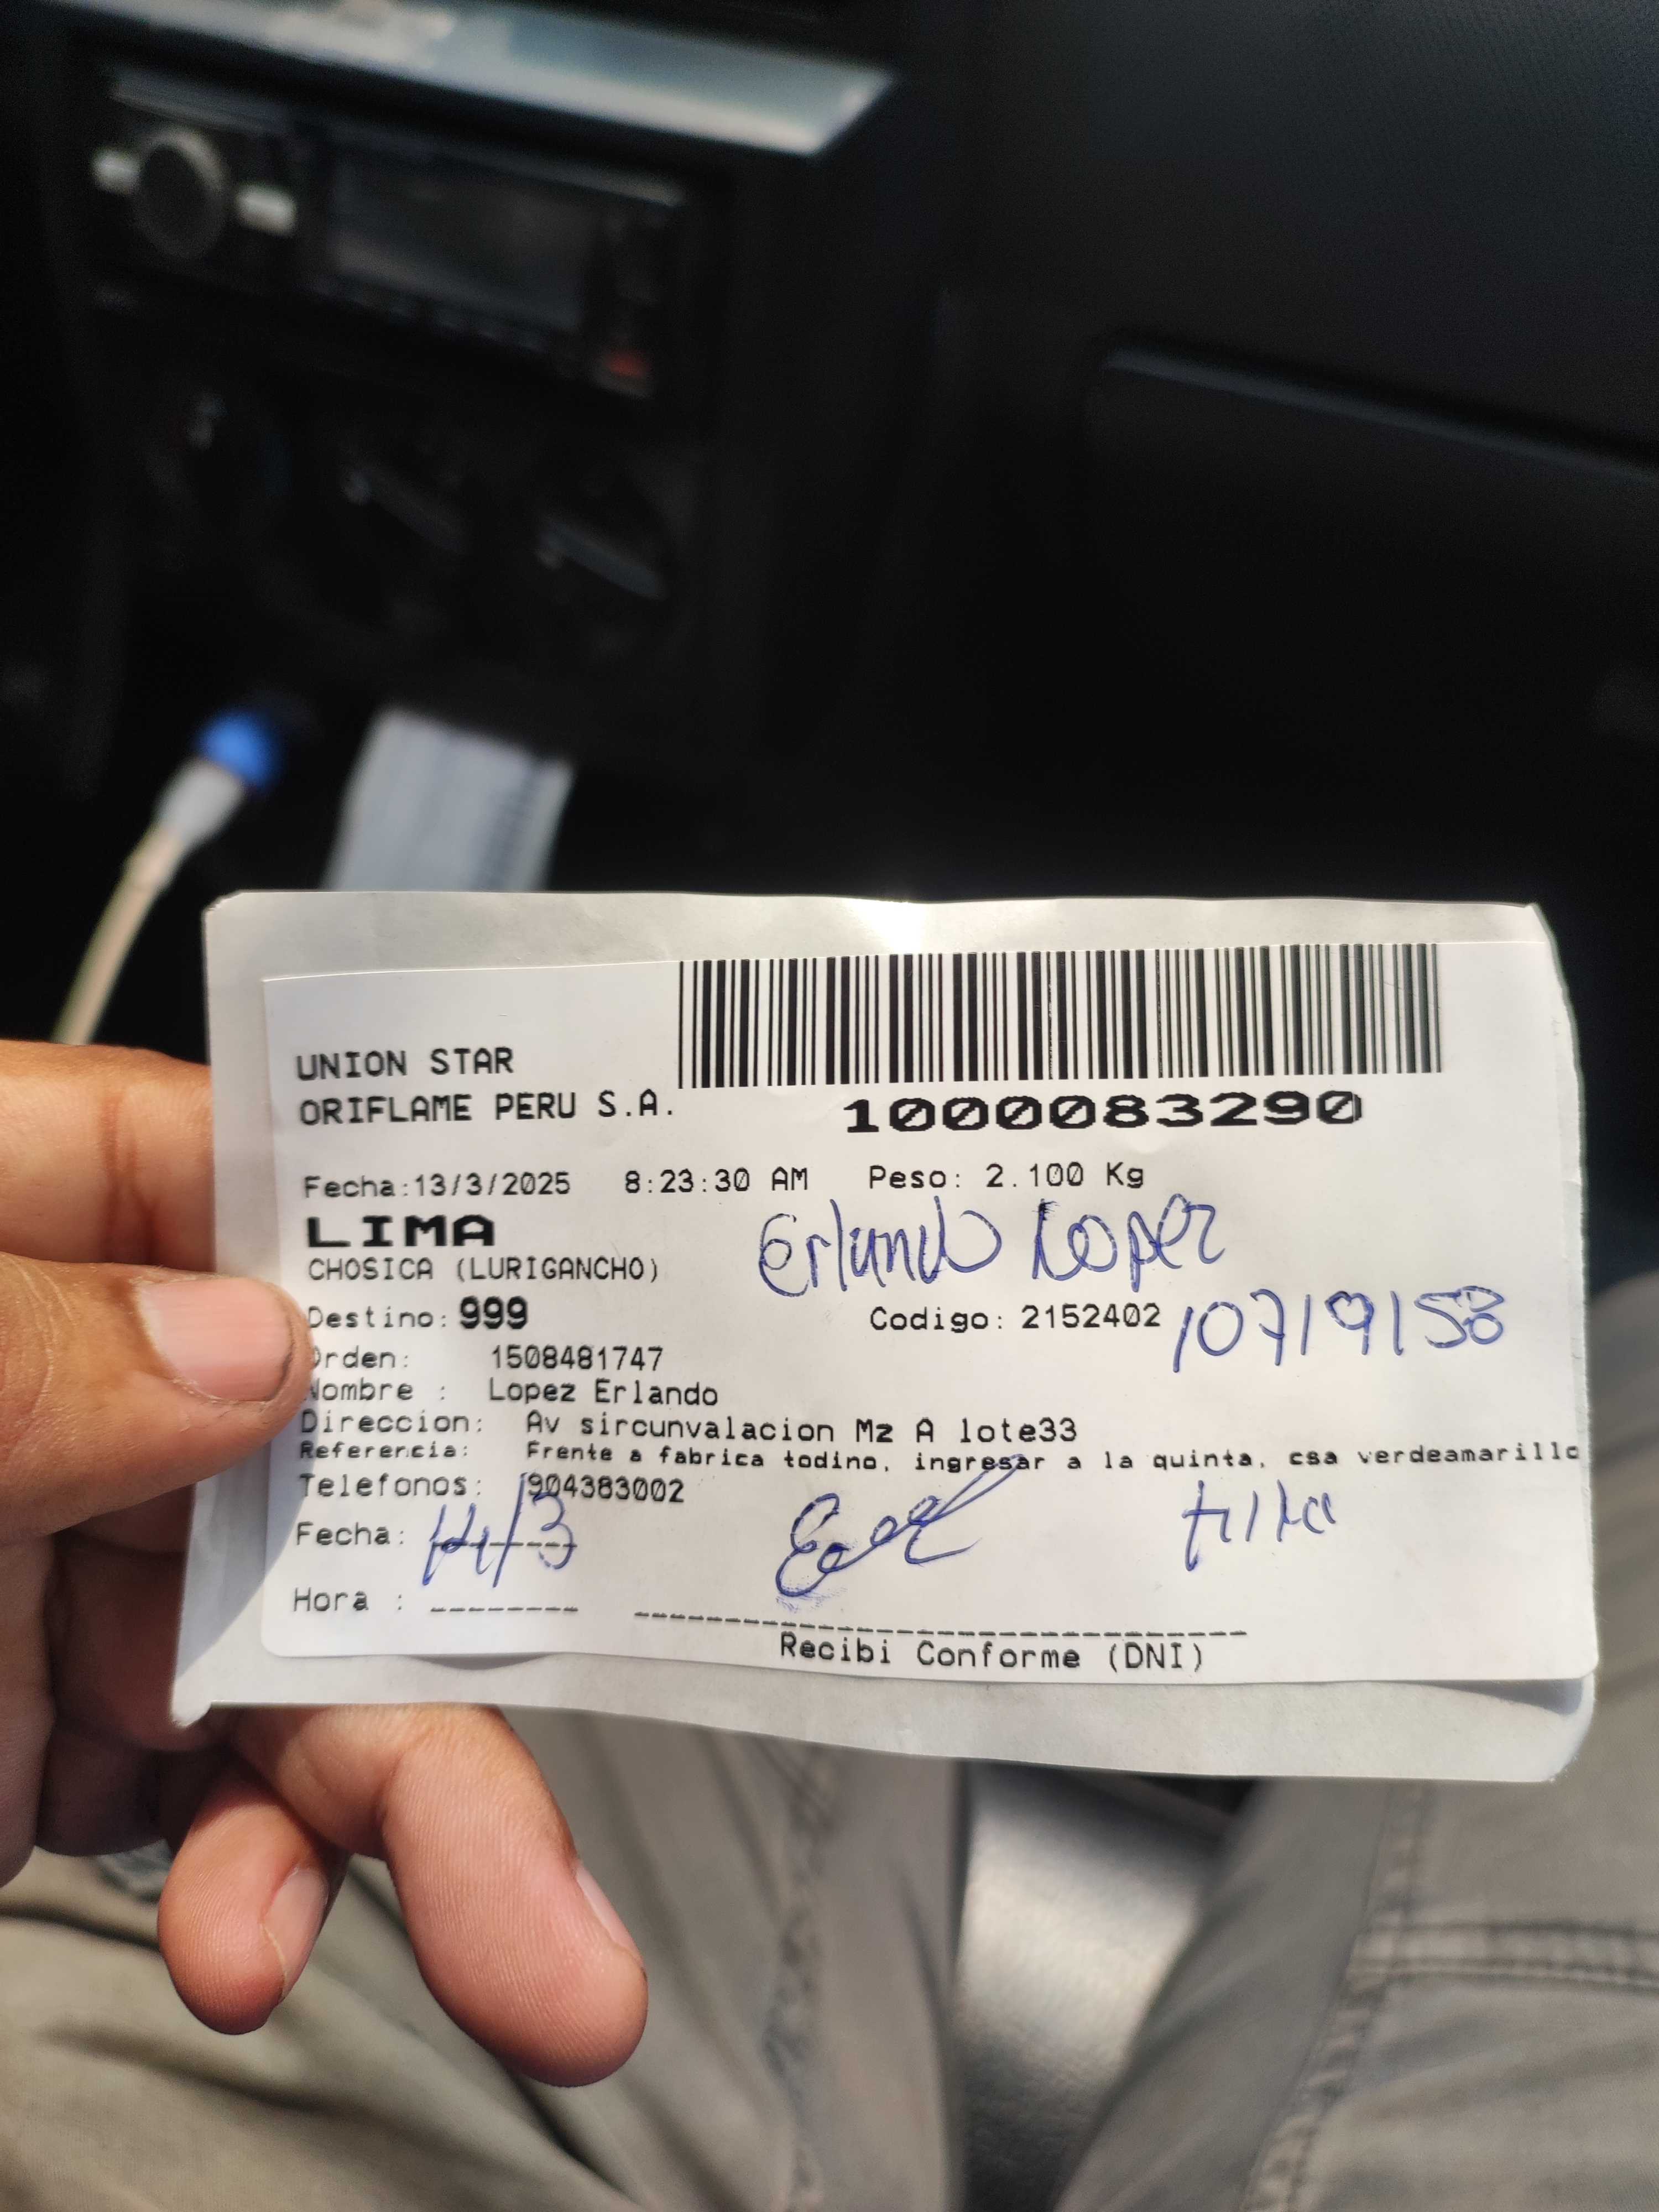 UNION STAR
ORIFLAME PERU S.A.
1000083290
Fecha:13/3/2025 8:23:30 AM Peso: 2.100 Kg
LIMA
Erlando Lopez
CHOSICA (LURIGANCHO)
Destino: 999 Codigo: 2152402 10719158
Orden: 1508481747
Nombre : Lopez Erlando
Direccion: Av sircunvalacion Mz A lote33
Referencia: Frente a fabrica todino, ingresar a la quinta, csa verdeamarillo
Telefonos: 904383002
Fecha: 14/3
Hora :
Recibi Conforme (DNI)